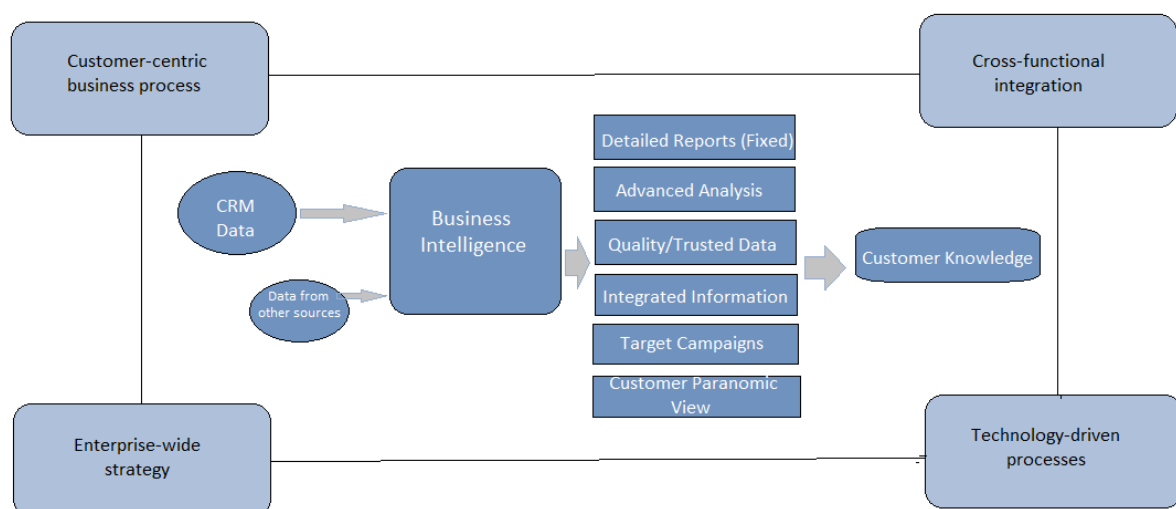 Customer-centric
business process
Cross-functional
integration
CRM
Data
Data from
other sources
Business
Intelligence
Detailed Reports (Fixed)
Advanced Analysis
Quality/Trusted Data
Integrated Information
Target Campaigns
Customer Paranomic
View
Customer Knowledge
Enterprise-wide
strategy
Technology-driven
processes